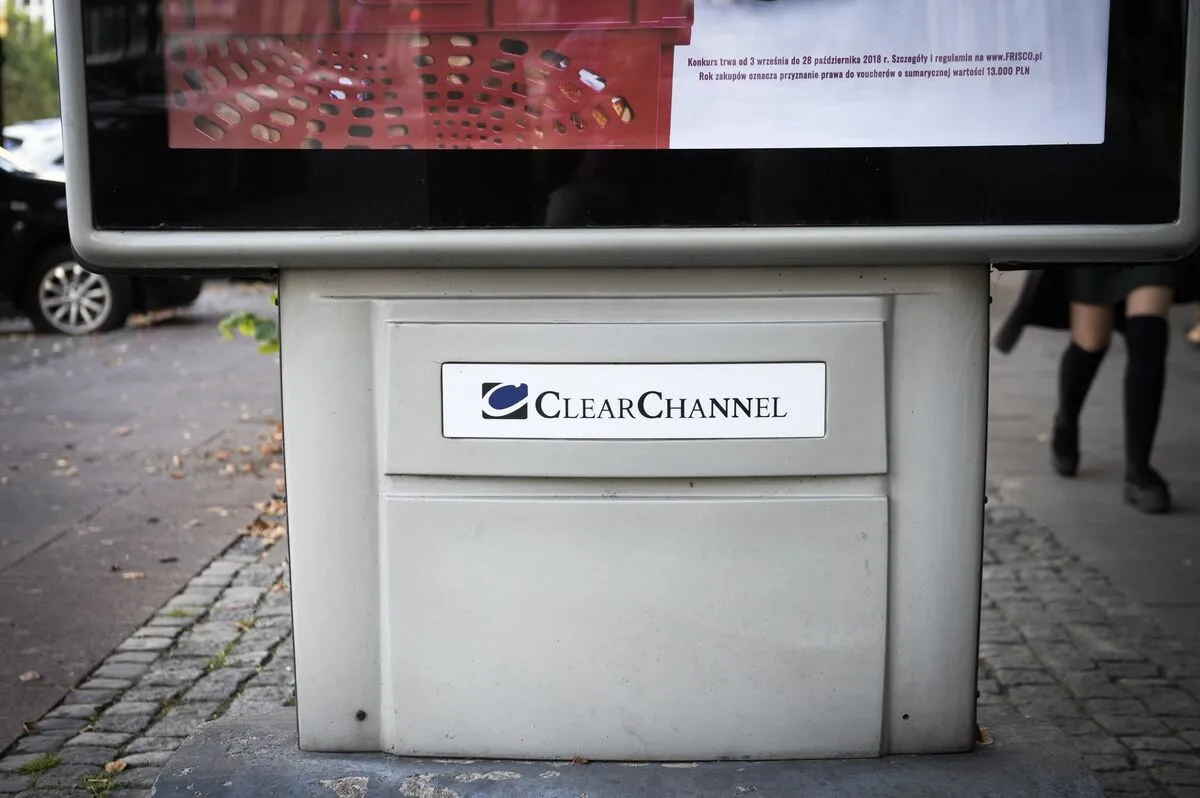 Konkurs trwa od 3 września do 28 października 2018 r. Szczegóły i regulamin na www.FRISCO.pl
Rok zakupów oznacza przyznanie prawa do voucherów o sumarycznej wartości 13.000 PLN
CLEARCHANNEL